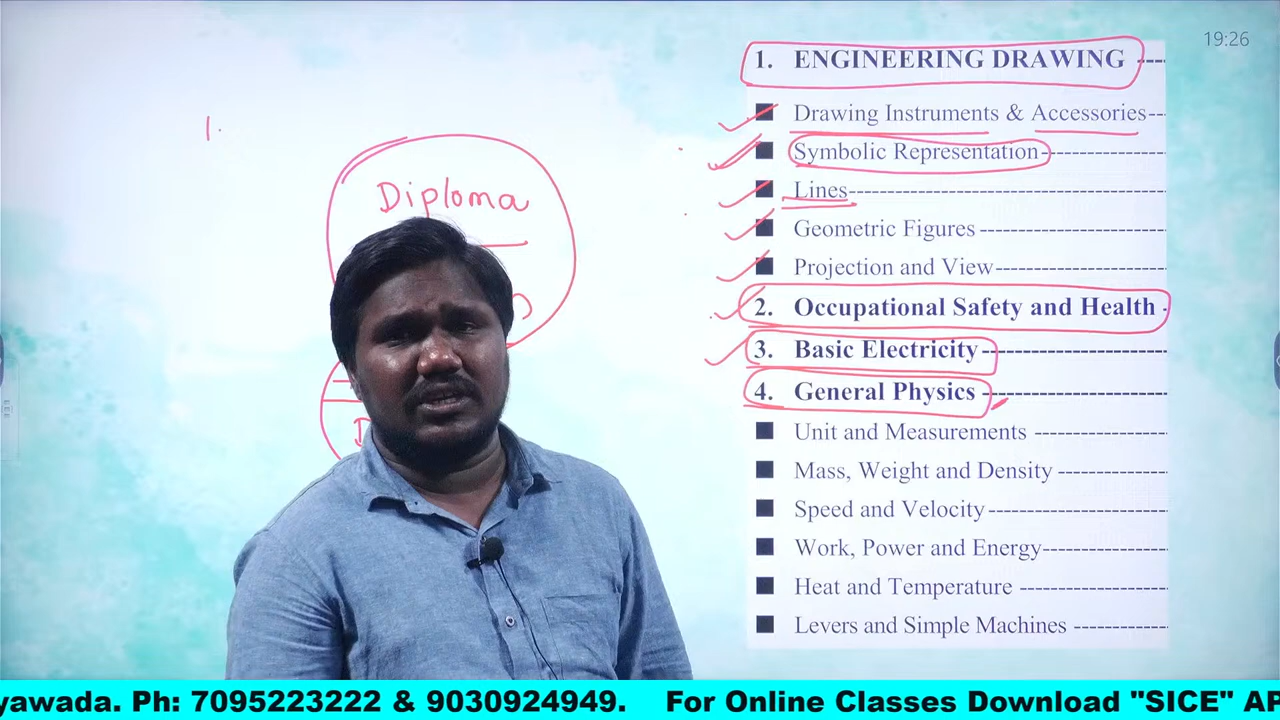 19:26
1. ENGINEERING DRAWING ---
■ Drawing Instruments & Accessories--
■ Symbolic Representation-----------
■ Lines-----------------------------
■ Geometric Figures -----------------
■ Projection and View----------------
2. Occupational Safety and Health -
3. Basic Electricity-------------------
4. General Physics-------------------
■ Unit and Measurements ------------
■ Mass, Weight and Density ----------
■ Speed and Velocity-----------------
■ Work, Power and Energy-----------
■ Heat and Temperature --------------
■ Levers and Simple Machines --------
1.
Diploma
yawada. Ph: 7095223222 & 9030924949. For Online Classes Download "SICE" AP